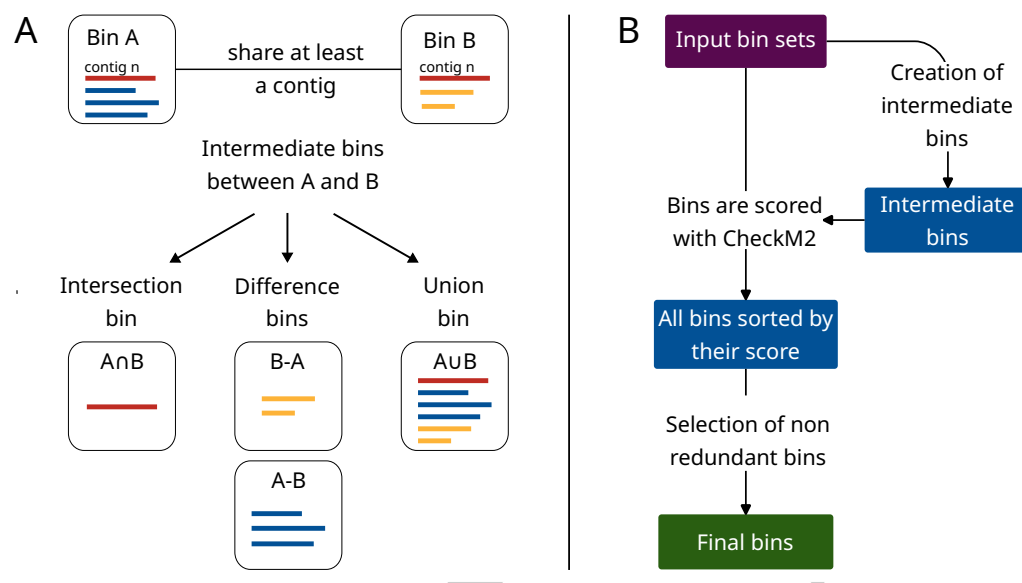 A
Bin A
contig n
share at least
a contig
Bin B
contig n
Intermediate bins
between A and B
Intersection
bin
A∩B
Difference
bins
B-A
A-B
Union
bin
A∪B
B
Input bin sets
Creation of
intermediate
bins
Intermediate
bins
Bins are scored
with CheckM2
All bins sorted by
their score
Selection of non
redundant bins
Final bins